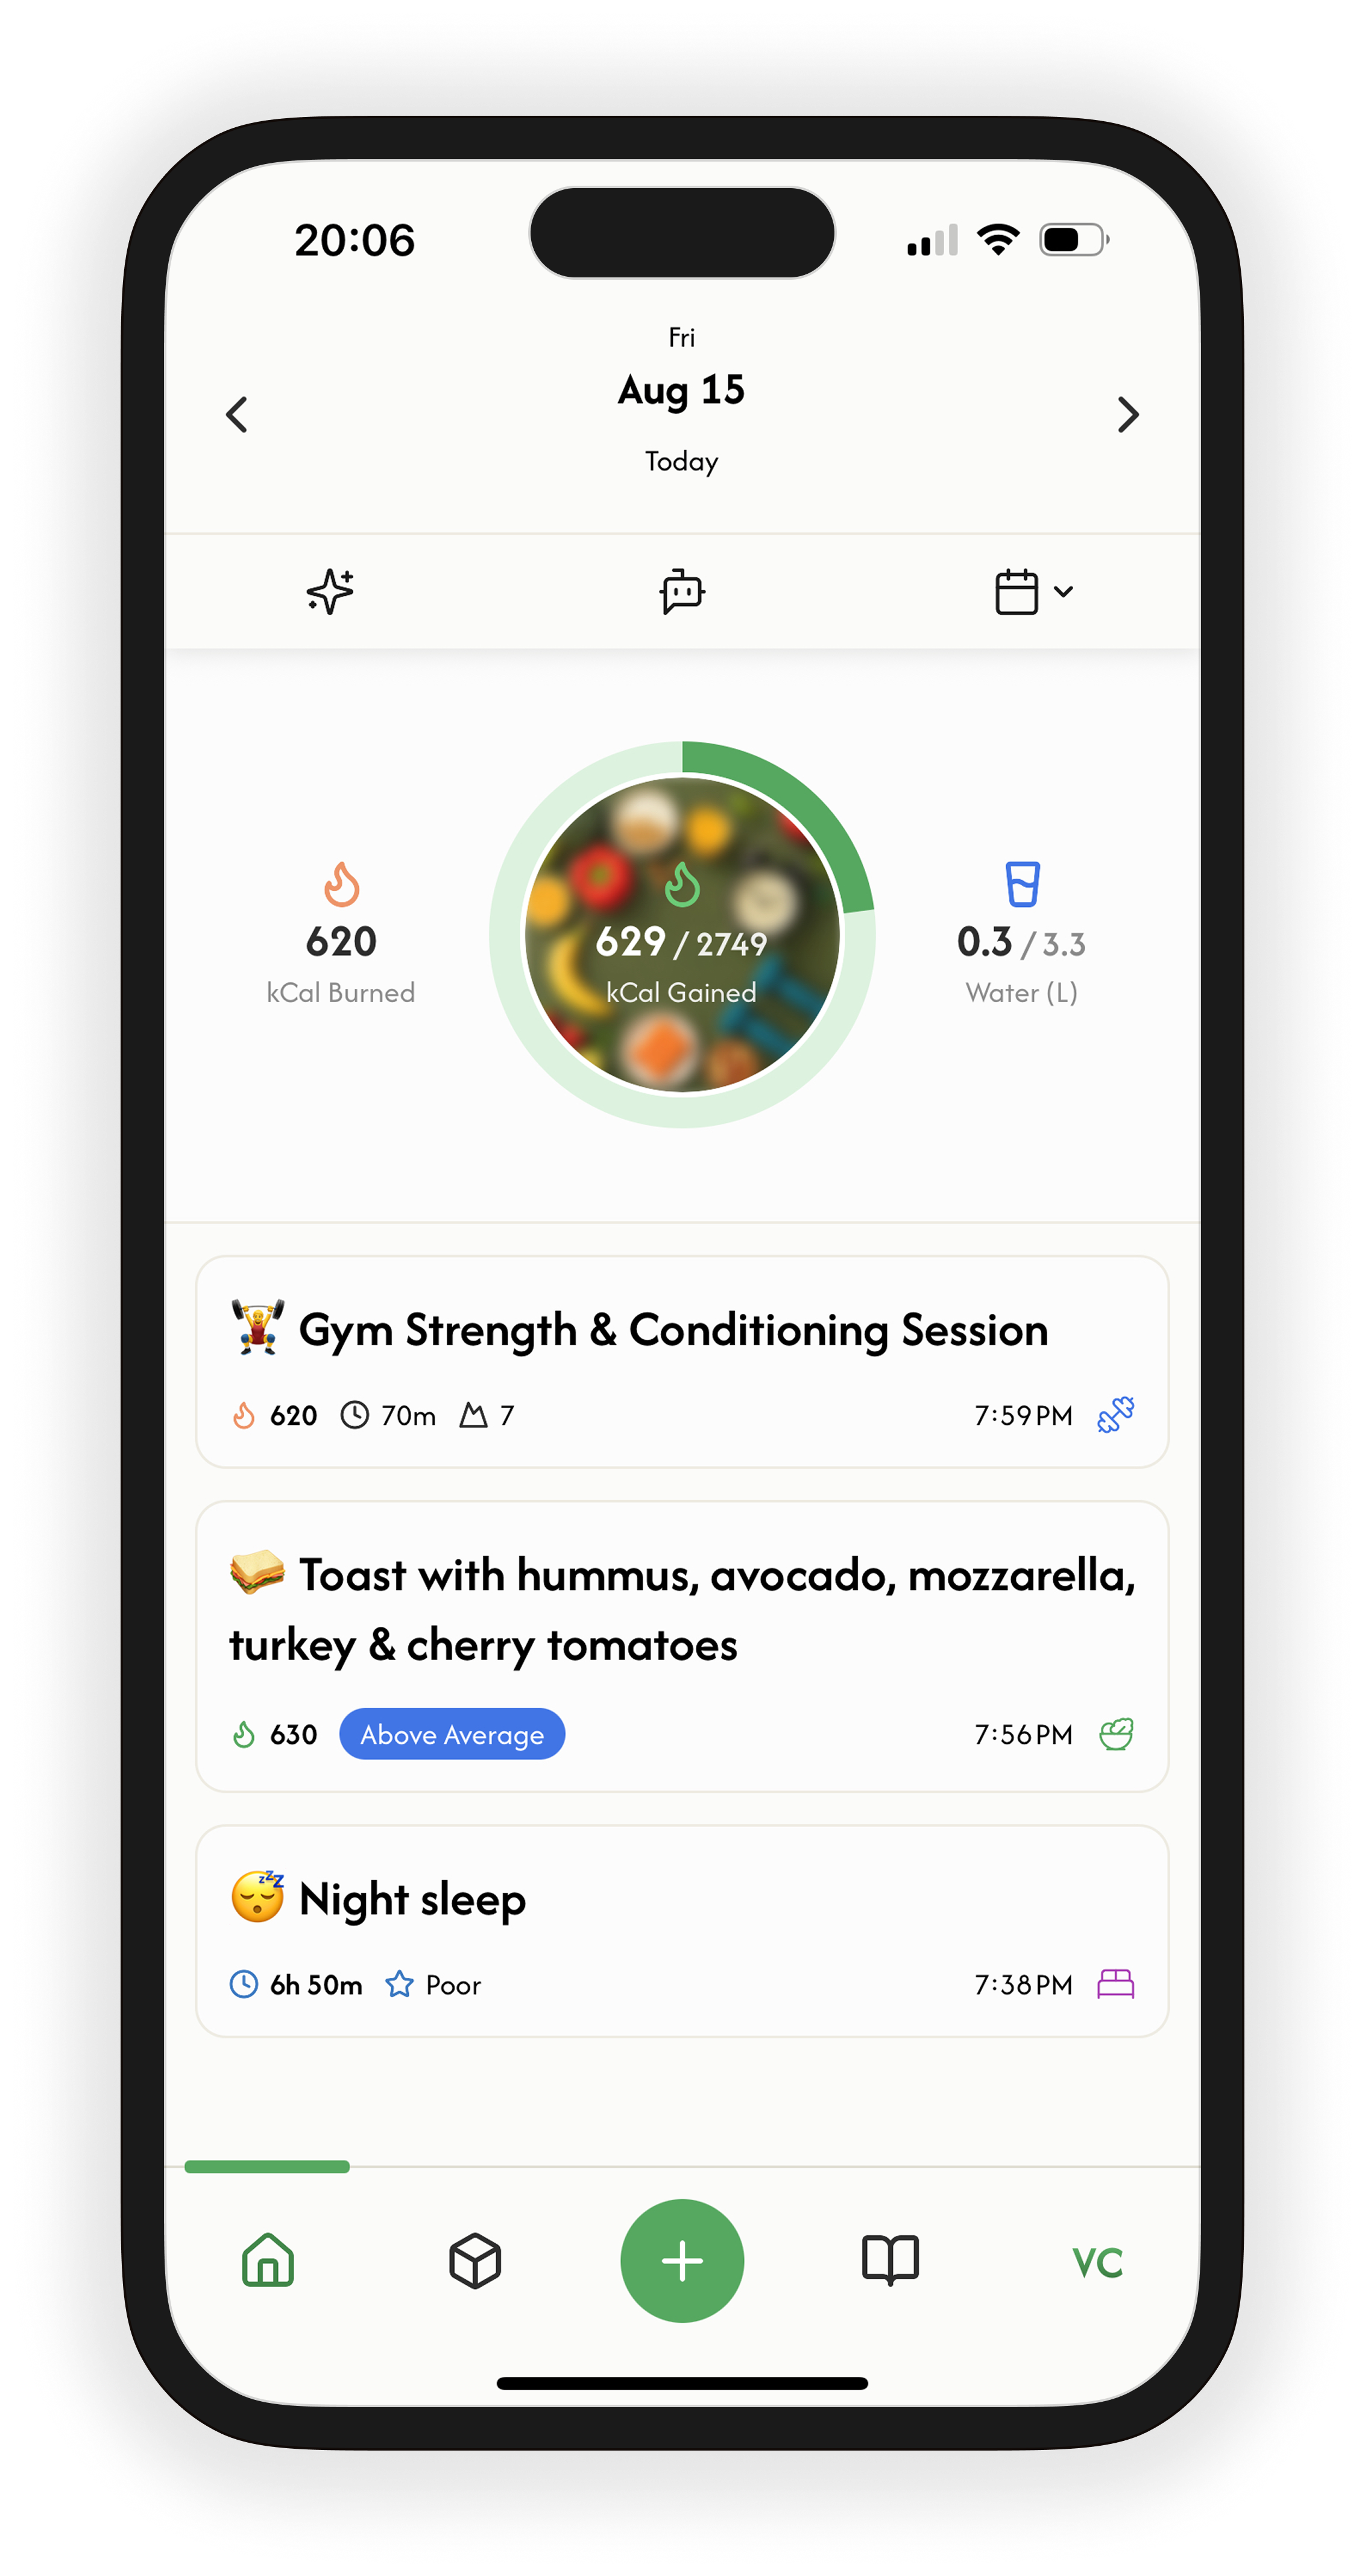 20:06
Fri
Aug 15
Today
620
kCal Burned
629 / 2749
kCal Gained
0.3 / 3.3
Water (L)
Gym Strength & Conditioning Session
620 70m 7 7:59 PM
Toast with hummus, avocado, mozzarella,
turkey & cherry tomatoes
630 Above Average 7:56 PM
Night sleep
6h 50m Poor 7:38 PM
VC